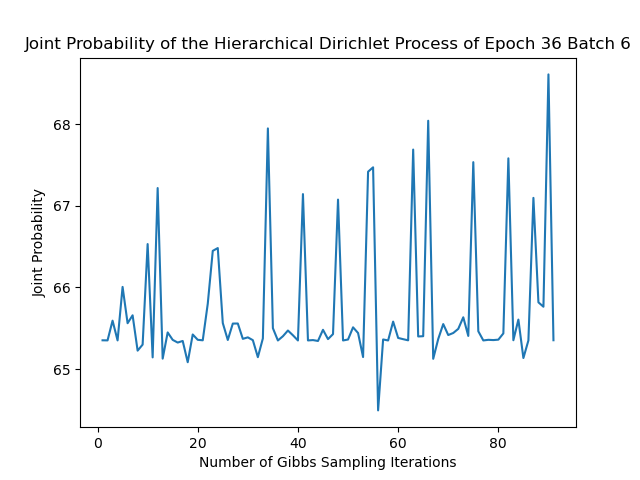 Joint Probability of the Hierarchical Dirichlet Process of Epoch 36 Batch 6
68
67
66
65
Joint Probability
0 20 40 60 80
Number of Gibbs Sampling Iterations